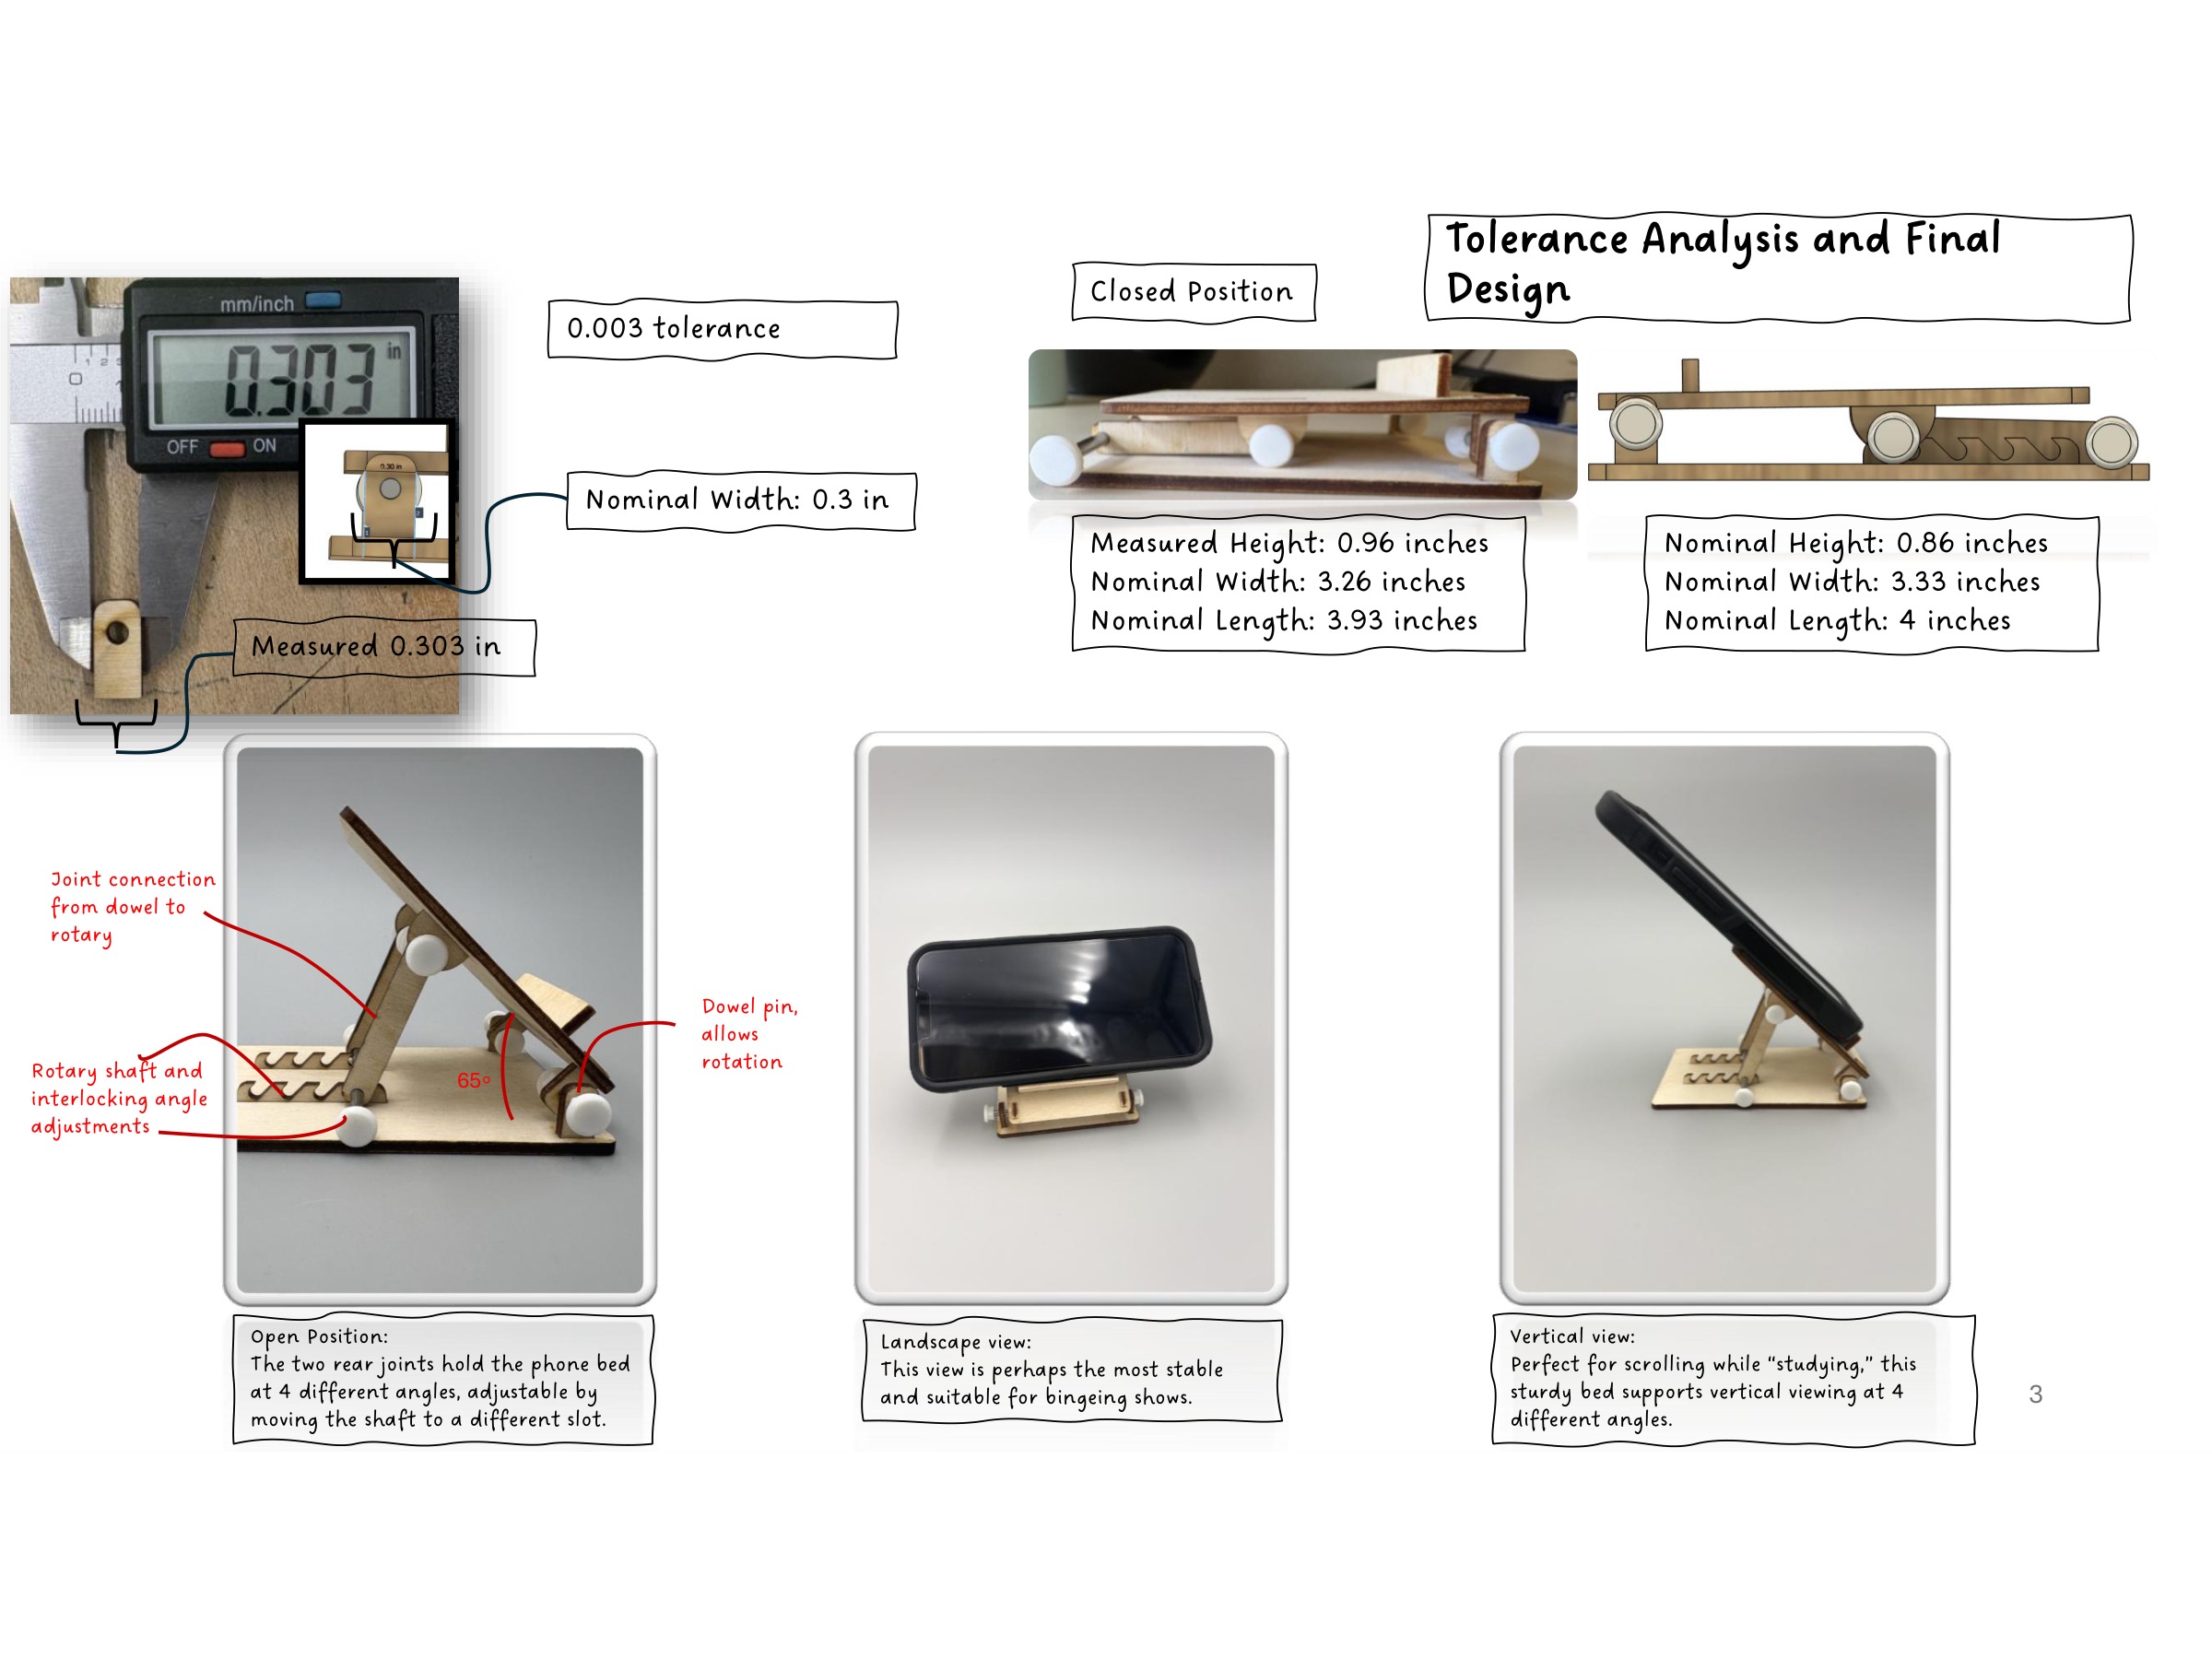 Tolerance Analysis and Final
Design
mm/inch
0.303 in
OFF ON
0.30 in
0.003 tolerance
Nominal Width: 0.3 in
Measured 0.303 in
Closed Position
Measured Height: 0.96 inches
Nominal Width: 3.26 inches
Nominal Length: 3.93 inches
Nominal Height: 0.86 inches
Nominal Width: 3.33 inches
Nominal Length: 4 inches
Joint connection
from dowel to
rotary
Rotary shaft and
interlocking angle
adjustments
65°
Dowel pin,
allows
rotation
Open Position:
The two rear joints hold the phone bed
at 4 different angles, adjustable by
moving the shaft to a different slot.
Landscape view:
This view is perhaps the most stable
and suitable for bingeing shows.
Vertical view:
Perfect for scrolling while “studying,” this
sturdy bed supports vertical viewing at 4
different angles.
3